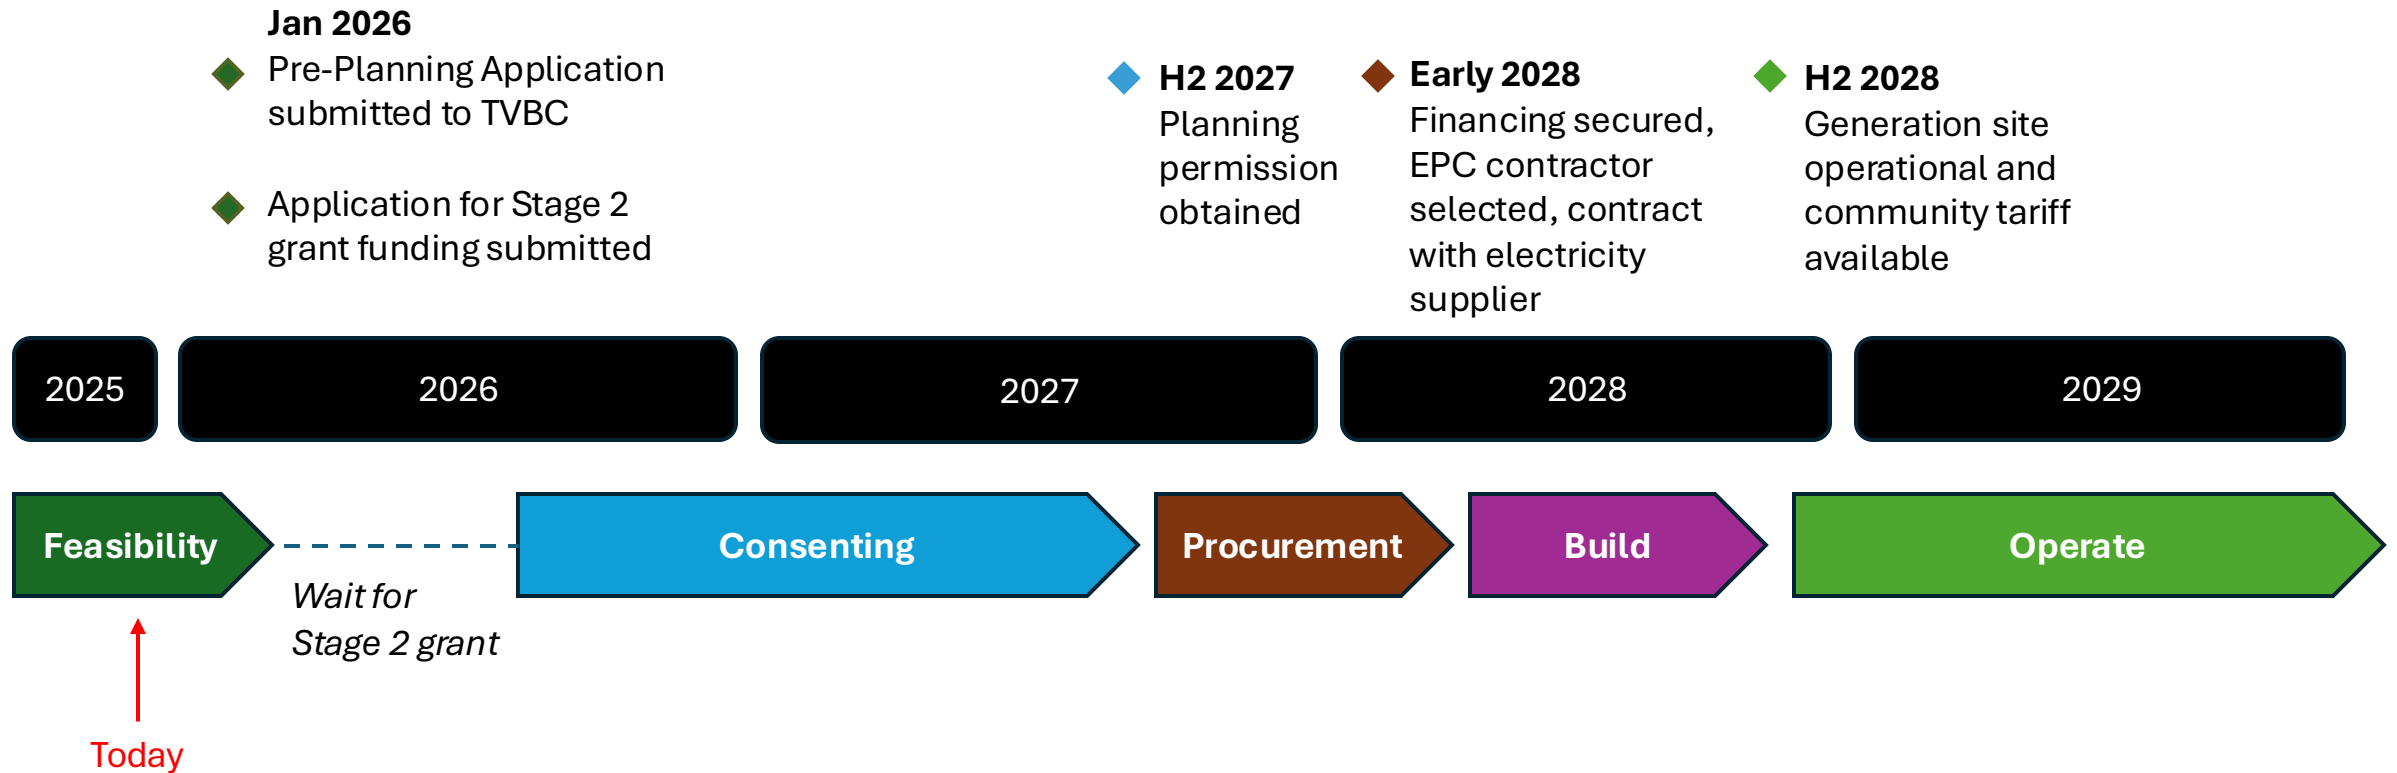 Jan 2026
Pre-Planning Application
submitted to TVBC
Application for Stage 2
grant funding submitted
H2 2027
Planning
permission
obtained
Early 2028
Financing secured,
EPC contractor
selected, contract
with electricity
supplier
H2 2028
Generation site
operational and
community tariff
available
2025
2026
2027
2028
2029
Feasibility
Wait for
Stage 2 grant
Consenting
Procurement
Build
Operate
Today